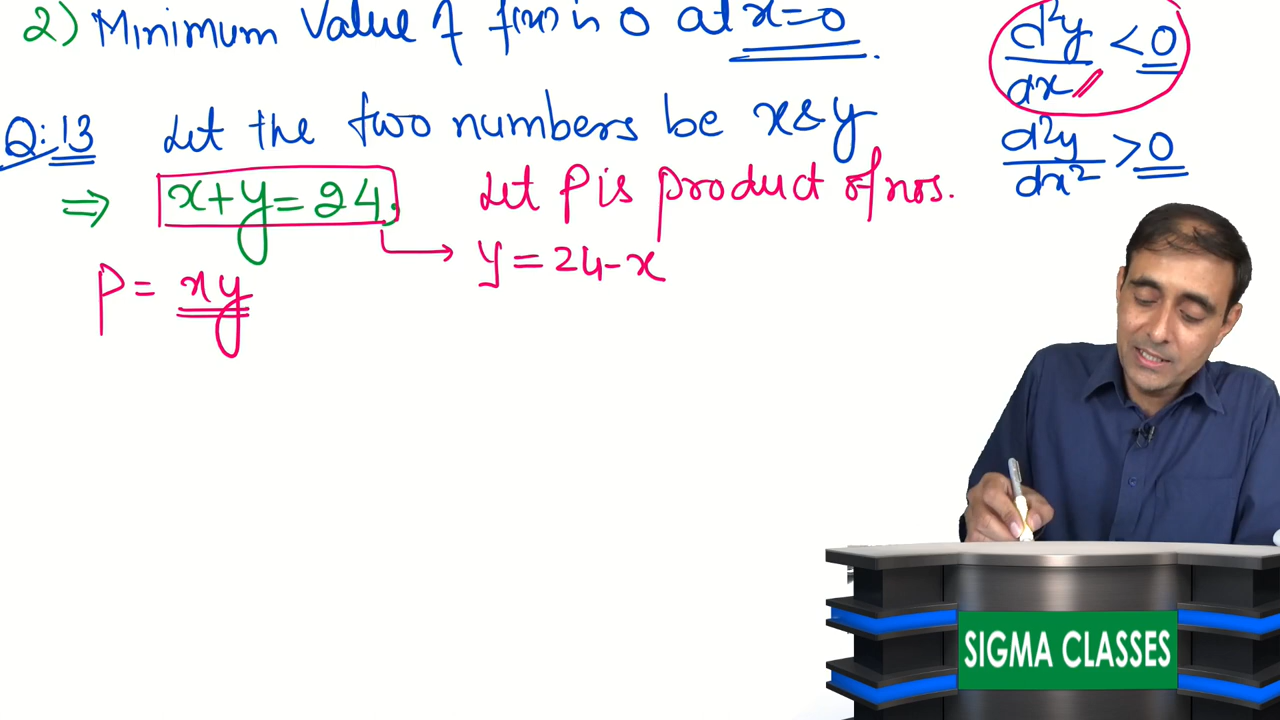 2) Minimum Value of f(x) is 0 at x=0.
d²y/dx < 0
Q:13 Let the two numbers be x & y
d²y/dx² > 0
⇒ x+y=24; Let P is product of nos.
y = 24-x
P = xy
SIGMA CLASSES